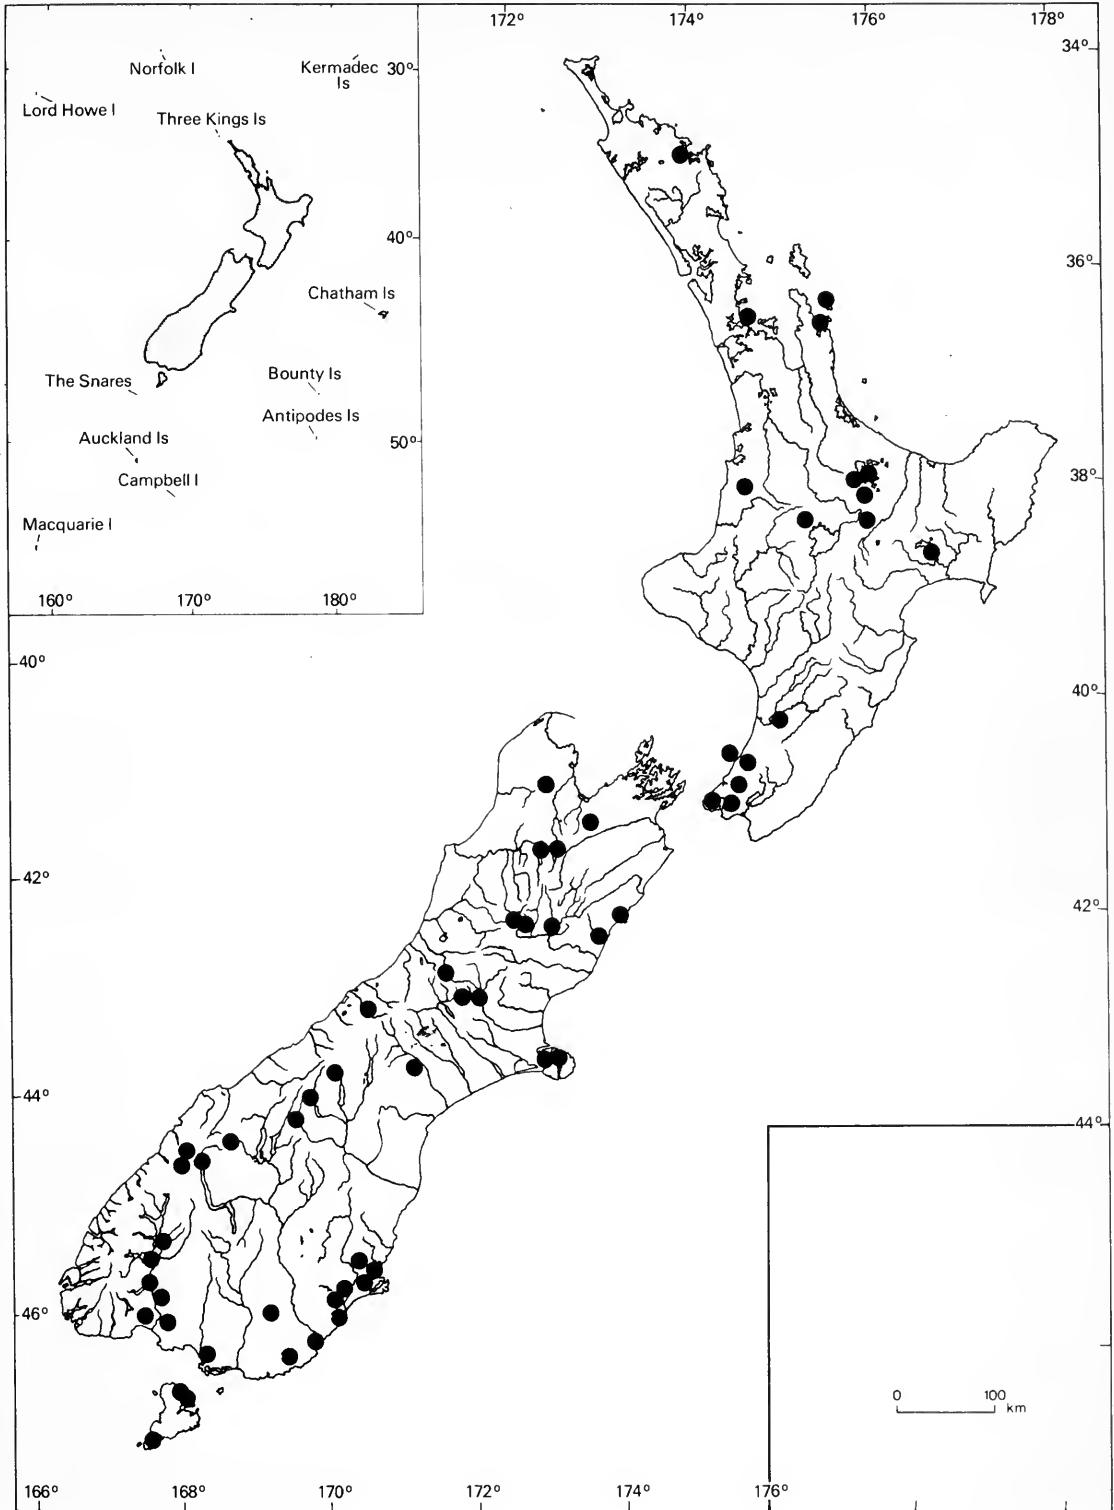 172° 174° 176° 178°
34°
36°
38°
40°
42°
44°
Norfolk I
Kermadec
Is
30°
Lord Howe I
Three Kings Is
40°
Chatham Is
The Snares
Bounty Is
Antipodes Is
Auckland Is
50°
Campbell I
Macquarie I
160° 170° 180°
40°
42°
44°
46°
0 100
km
166° 168° 170° 172° 174° 176°